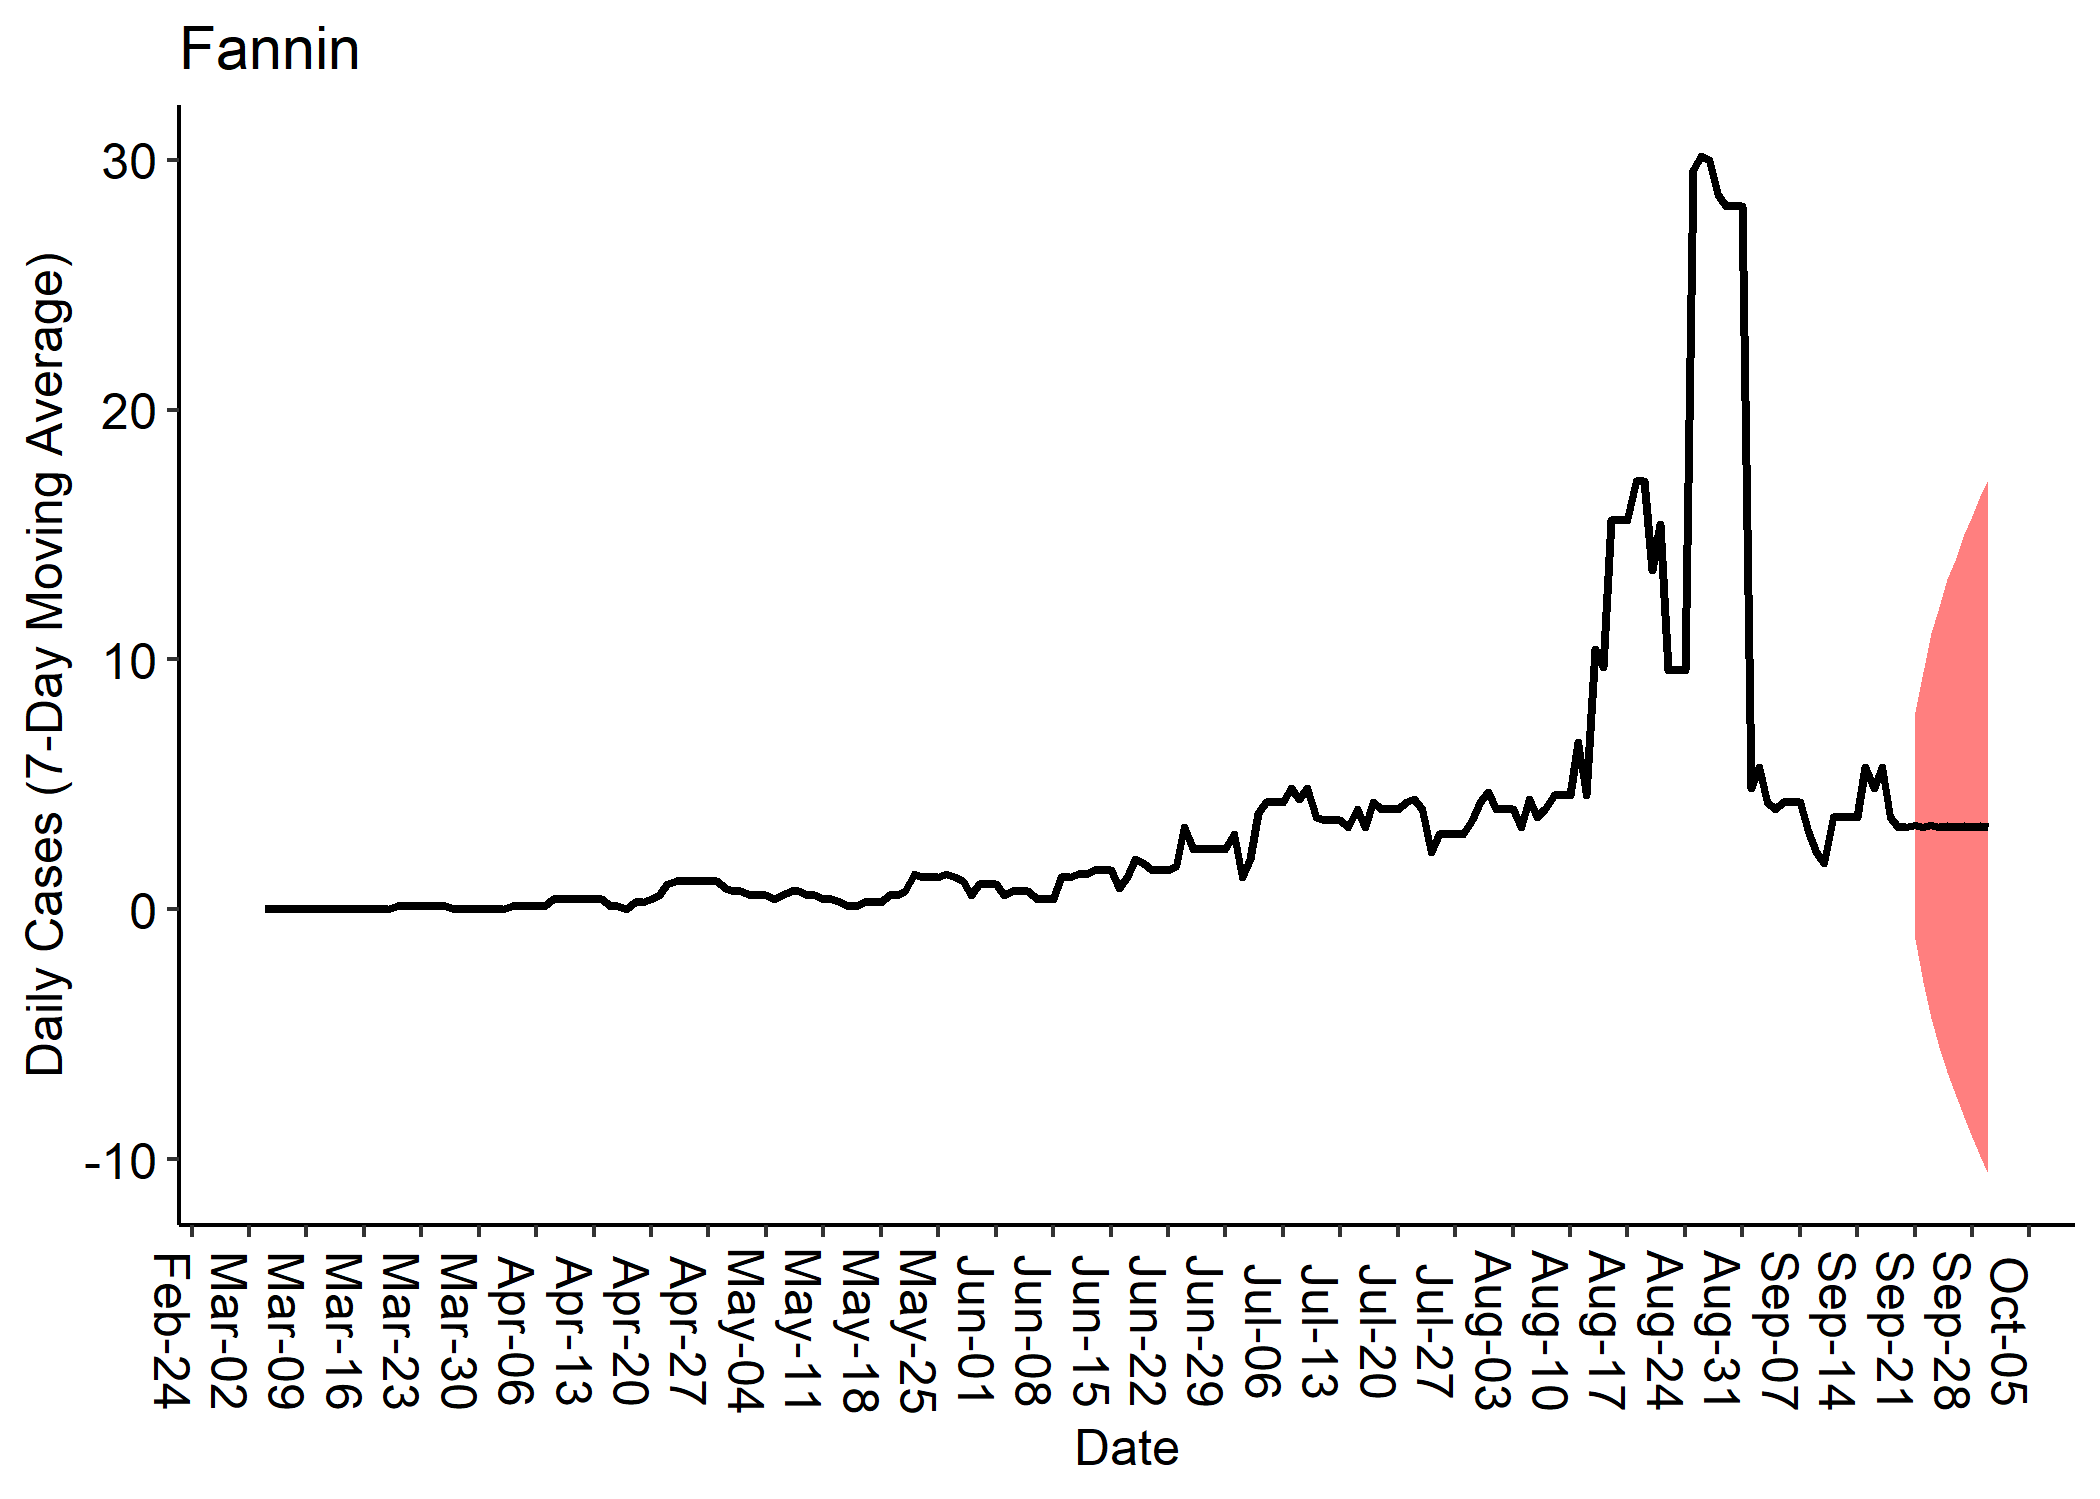 Fannin
Daily Cases (7-Day Moving Average)
30
20
10
0
-10
Feb-24
Mar-02
Mar-09
Mar-16
Mar-23
Mar-30
Apr-06
Apr-13
Apr-20
Apr-27
May-04
May-11
May-18
May-25
Jun-01
Jun-08
Jun-15
Jun-22
Jun-29
Jul-06
Jul-13
Jul-20
Jul-27
Aug-03
Aug-10
Aug-17
Aug-24
Aug-31
Sep-07
Sep-14
Sep-21
Sep-28
Oct-05
Date